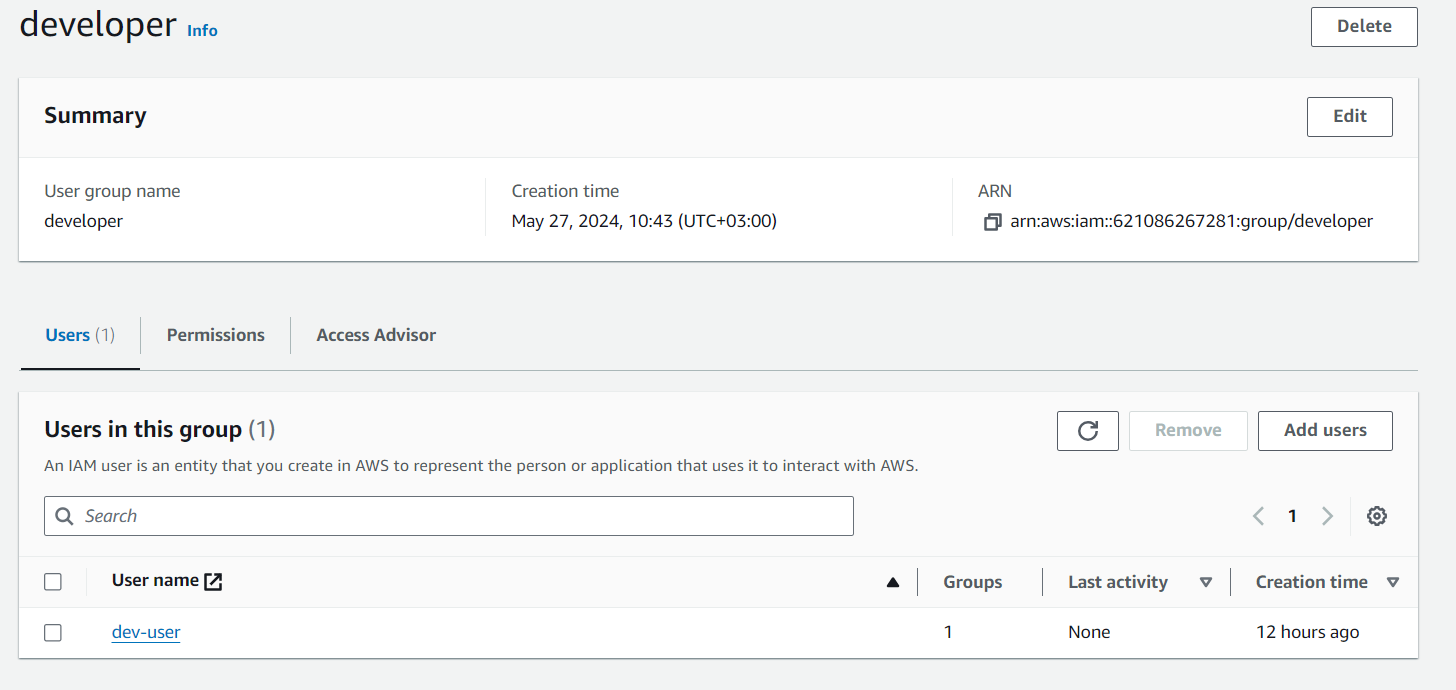 developer Info
Delete
Summary
Edit
User group name
developer
Creation time
May 27, 2024, 10:43 (UTC+03:00)
ARN
arn:aws:iam::621086267281:group/developer
Users (1)
Permissions
Access Advisor
Users in this group (1)
Remove
Add users
An IAM user is an entity that you create in AWS to represent the person or application that uses it to interact with AWS.
Search
1
User name
Groups
Last activity
Creation time
dev-user
1
None
12 hours ago